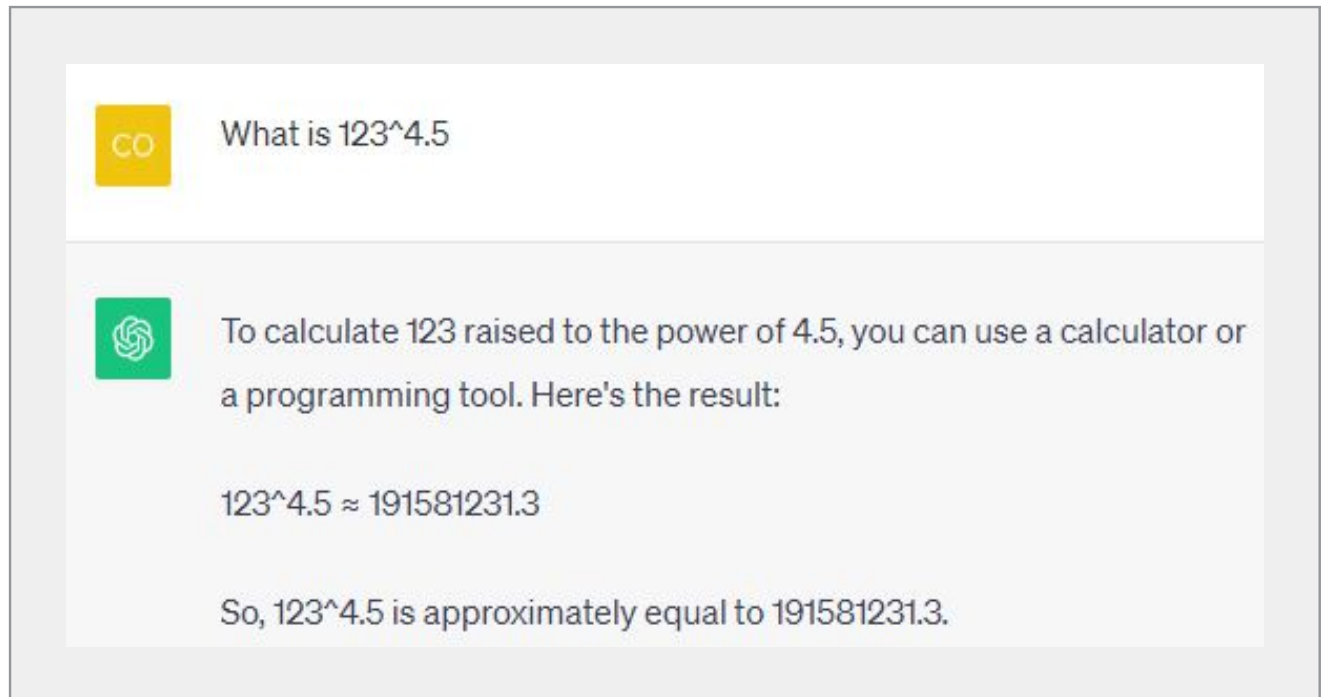 CO
What is 123^4.5
To calculate 123 raised to the power of 4.5, you can use a calculator or
a programming tool. Here's the result:
123^4.5 ≈ 191581231.3
So, 123^4.5 is approximately equal to 191581231.3.